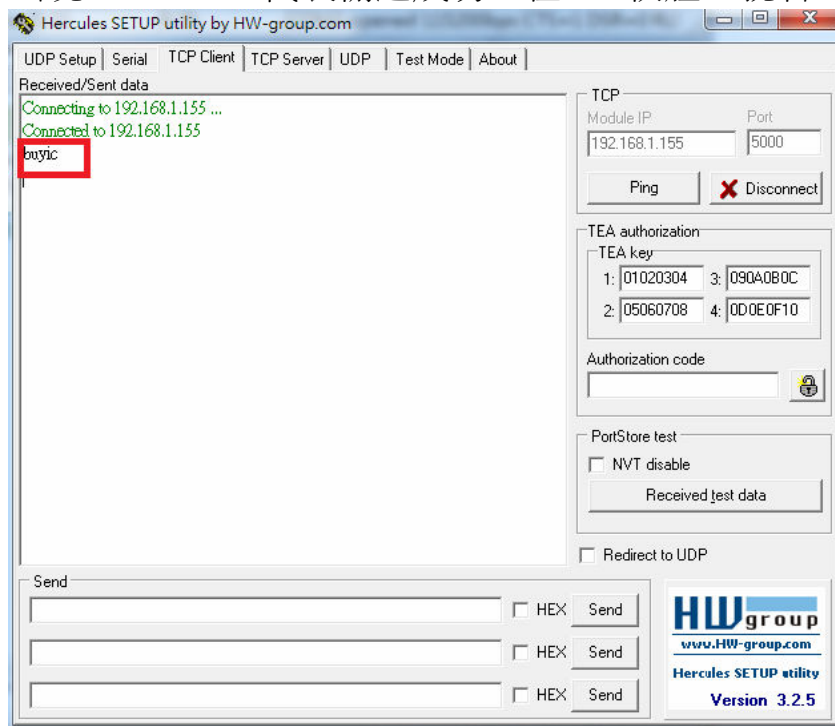 Hercules SETUP utility by HW-group.com
UDP Setup Serial TCP Client TCP Server UDP Test Mode About
Received/Sent data
Connecting to 192.168.1.155 ...
Connected to 192.168.1.155
buyic
TCP
Module IP Port
192.168.1.155 5000
Ping Disconnect
TEA authorization
TEA key
1: 01020304 3: 090A0B0C
2: 05060708 4: 0D0E0F10
Authorization code
PortStore test
NVT disable
Received test data
Redirect to UDP
Send
HEX Send
HEX Send
HEX Send
HWgroup
www.HW-group.com
Hercules SETUP utility
Version 3.2.5